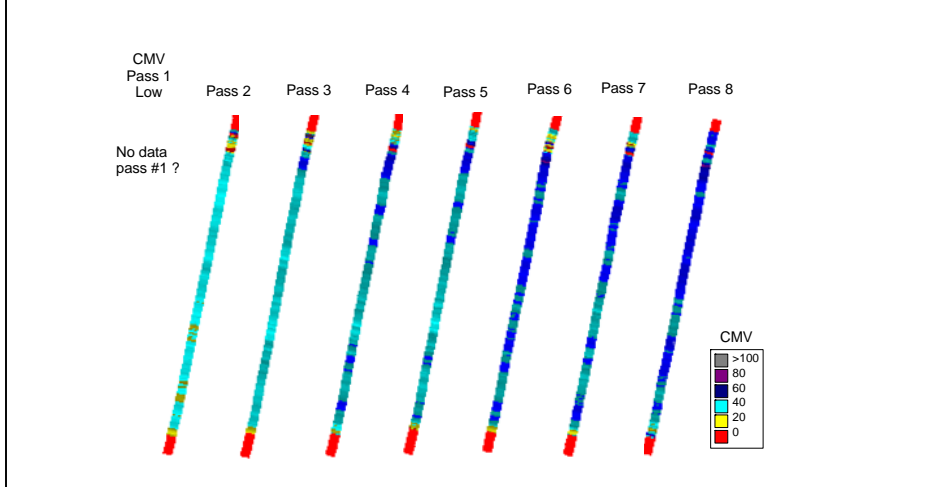 CMV
Pass 1
Low
Pass 2
Pass 3
Pass 4
Pass 5
Pass 6
Pass 7
Pass 8
No data
pass #1 ?
CMV
>100
80
60
40
20
0